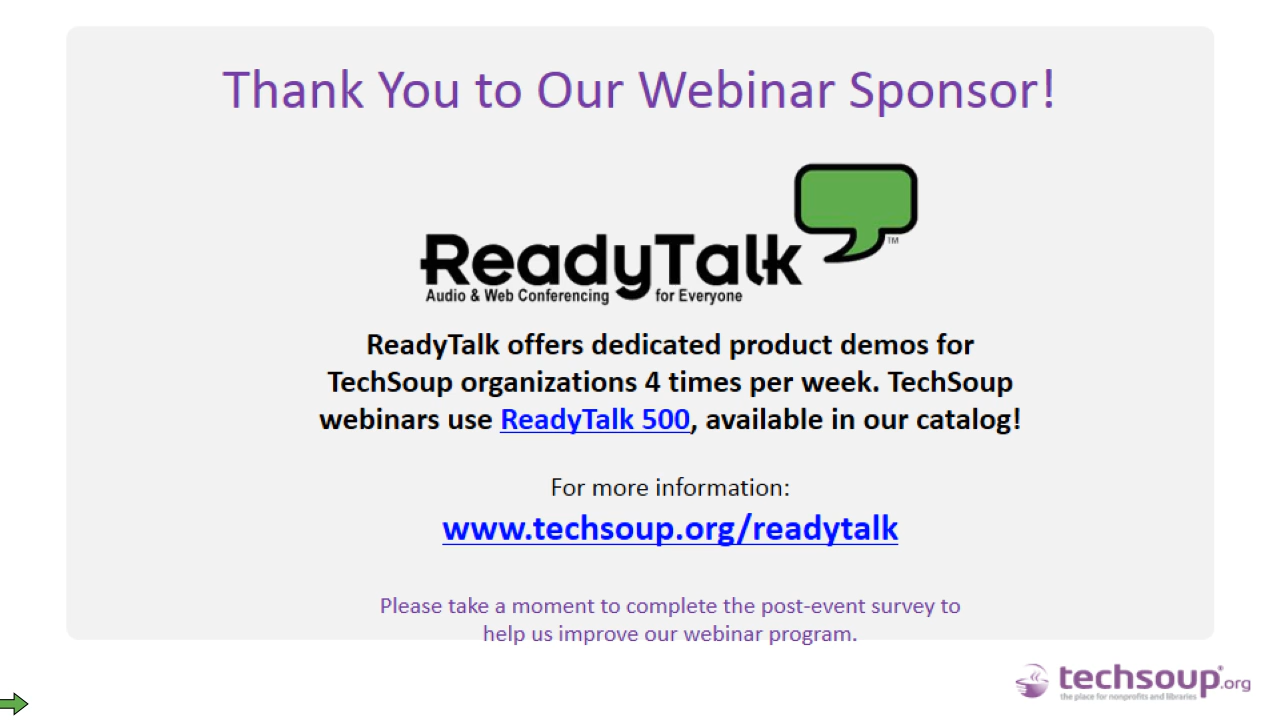 Thank You to Our Webinar Sponsor!
ReadyTalk
TM
Audio & Web Conferencing for Everyone
ReadyTalk offers dedicated product demos for
TechSoup organizations 4 times per week. TechSoup
webinars use ReadyTalk 500, available in our catalog!
For more information:
www.techsoup.org/readytalk
Please take a moment to complete the post-event survey to
help us improve our webinar program.
techsoup®.org
the place for nonprofits and libraries